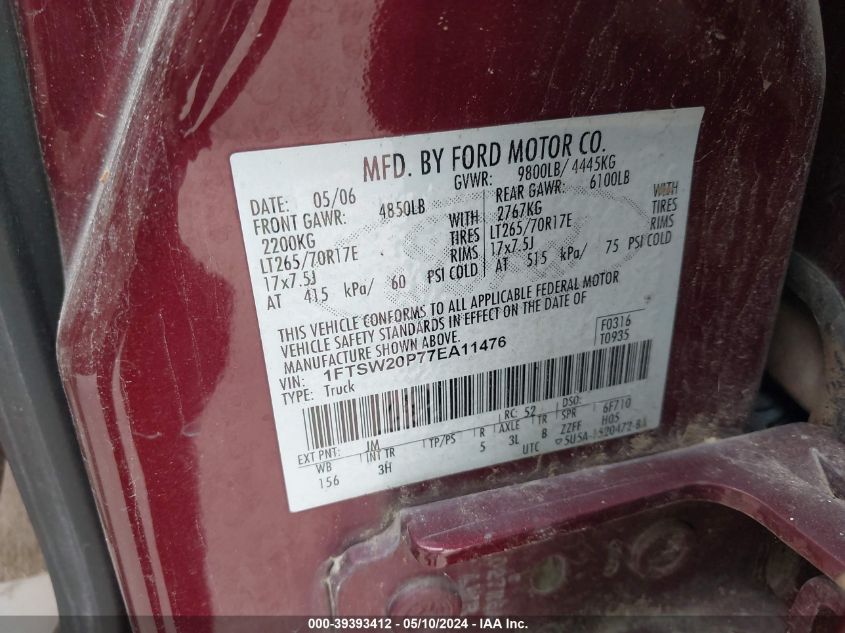 MFD. BY FORD MOTOR CO.
DATE: 05/06 GVWR: 9800LB/ 4445KG
FRONT GAWR: 4850LB REAR GAWR: 6100LB
2200KG WITH 2767KG WITH
LT265/70R17E TIRES LT265/70R17E TIRES
17x7.5J RIMS 17x7.5J RIMS
AT 415 kPa/ 60 PSI COLD AT 515 kPa/ 75 PSI COLD
THIS VEHICLE CONFORMS TO ALL APPLICABLE FEDERAL MOTOR
VEHICLE SAFETY STANDARDS IN EFFECT ON THE DATE OF
MANUFACTURE SHOWN ABOVE.
F0316
T0935
VIN: 1FTSW20P77EA11476
TYPE: Truck
RC: 52 DSO:
EXT PNT: JM 6F710
WB INT TR TP/PS R AXLE TR SPR H05
156 3H 5 3L B ZZFF
UTC 5U5A-1520472-BA
000-39393412 - 05/10/2024 - IAAI.COM